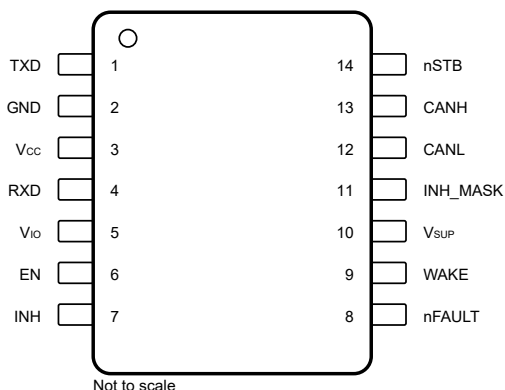 TXD 1 14 nSTB
GND 2 13 CANH
VCC 3 12 CANL
RXD 4 11 INH_MASK
VIO 5 10 VSUP
EN 6 9 WAKE
INH 7 8 nFAULT
Not to scale